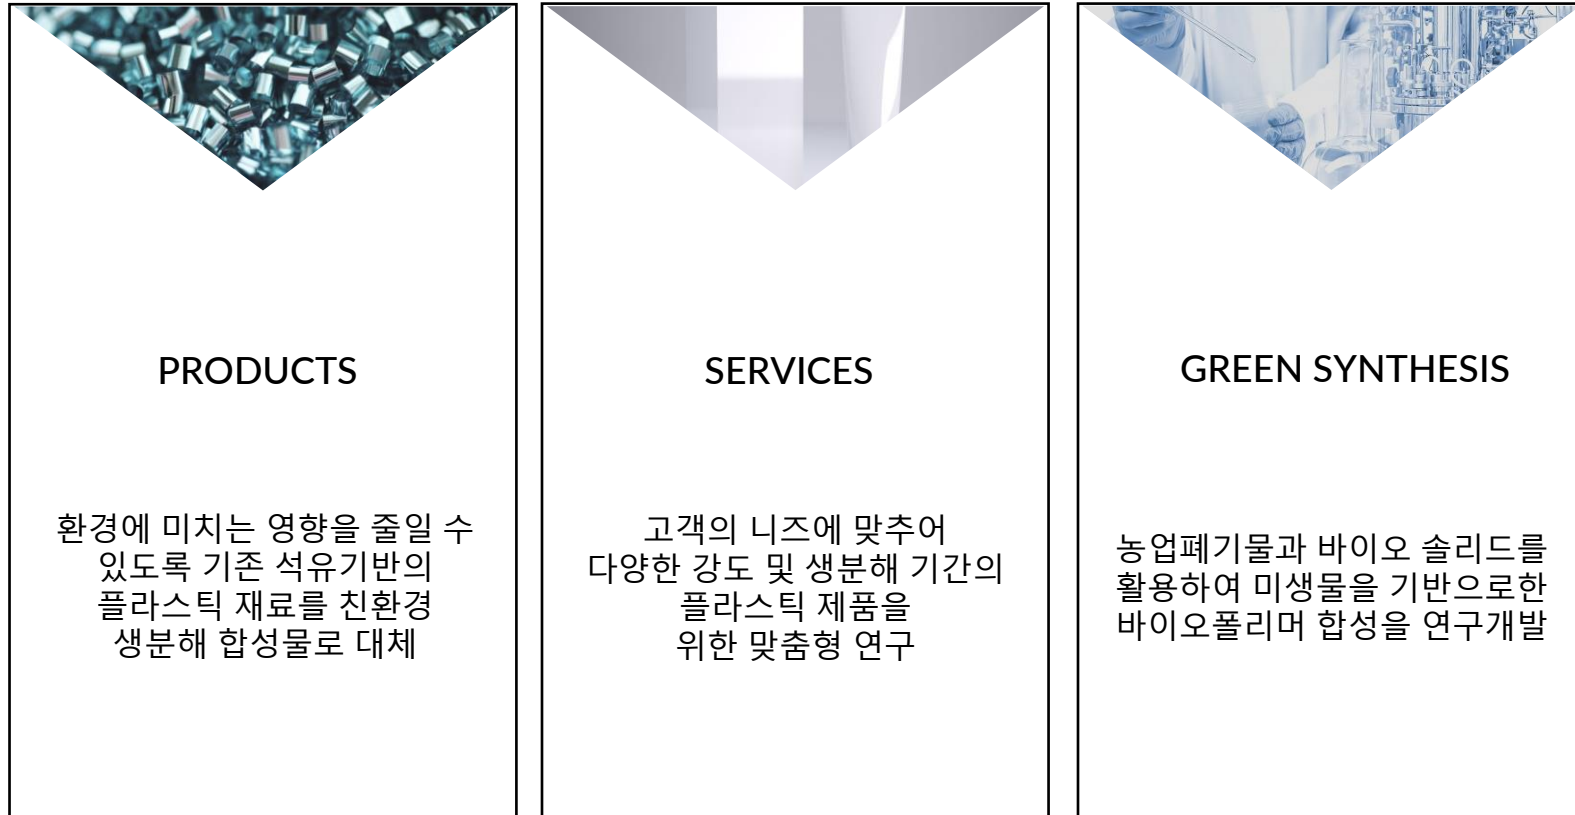 PRODUCTS
환경에 미치는 영향을 줄일 수
있도록 기존 석유기반의
플라스틱 재료를 친환경
생분해 합성물로 대체
SERVICES
고객의 니즈에 맞추어
다양한 강도 및 생분해 기간의
플라스틱 제품을
위한 맞춤형 연구
GREEN SYNTHESIS
농업폐기물과 바이오 솔리드를
활용하여 미생물을 기반으로한
바이오폴리머 합성을 연구개발